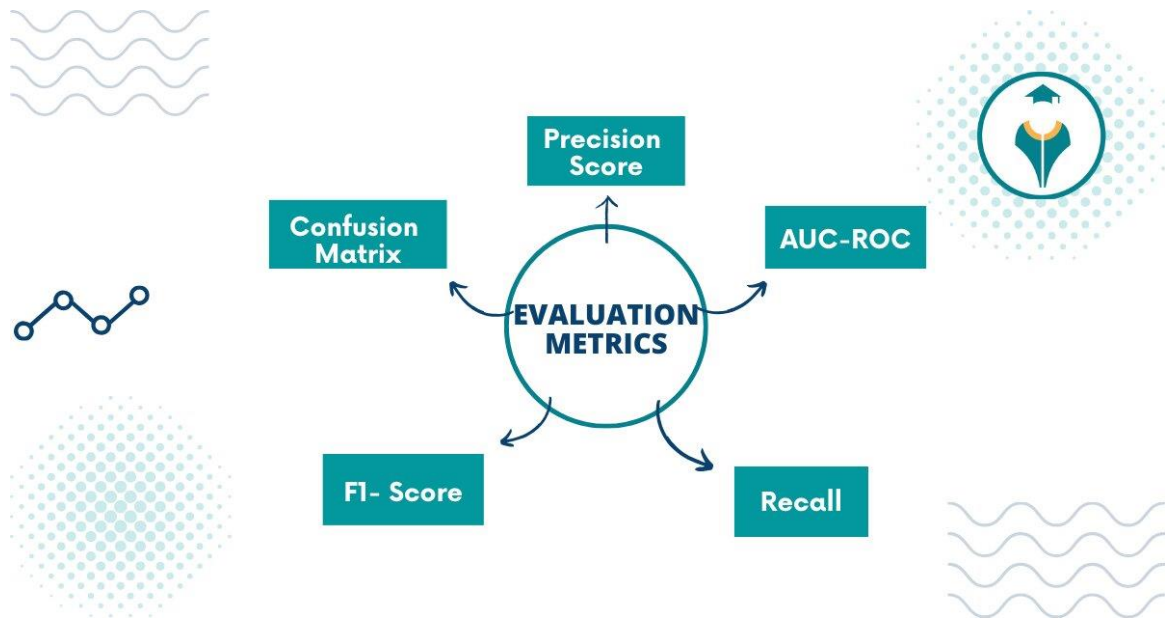 Precision
Score
Confusion
Matrix
AUC-ROC
EVALUATION
METRICS
F1- Score
Recall